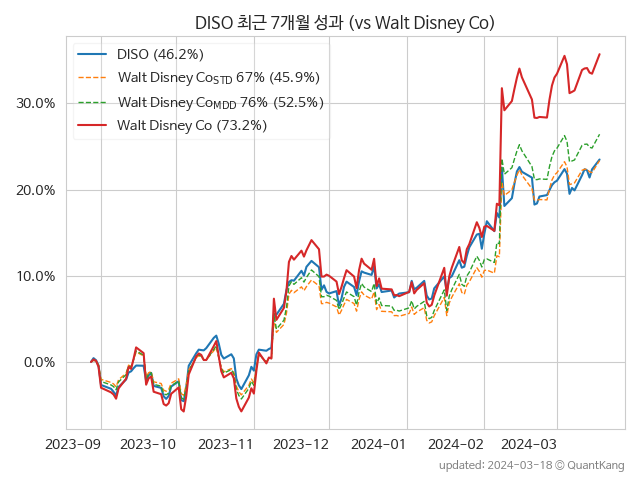 DISO 최근 7개월 성과 (vs Walt Disney Co)
DISO (46.2%)
Walt Disney Co_STD 67% (45.9%)
Walt Disney Co_MDD 76% (52.5%)
Walt Disney Co (73.2%)
30.0%
20.0%
10.0%
0.0%
2023-09 2023-10 2023-11 2023-12 2024-01 2024-02 2024-03
updated: 2024-03-18 © QuantKang